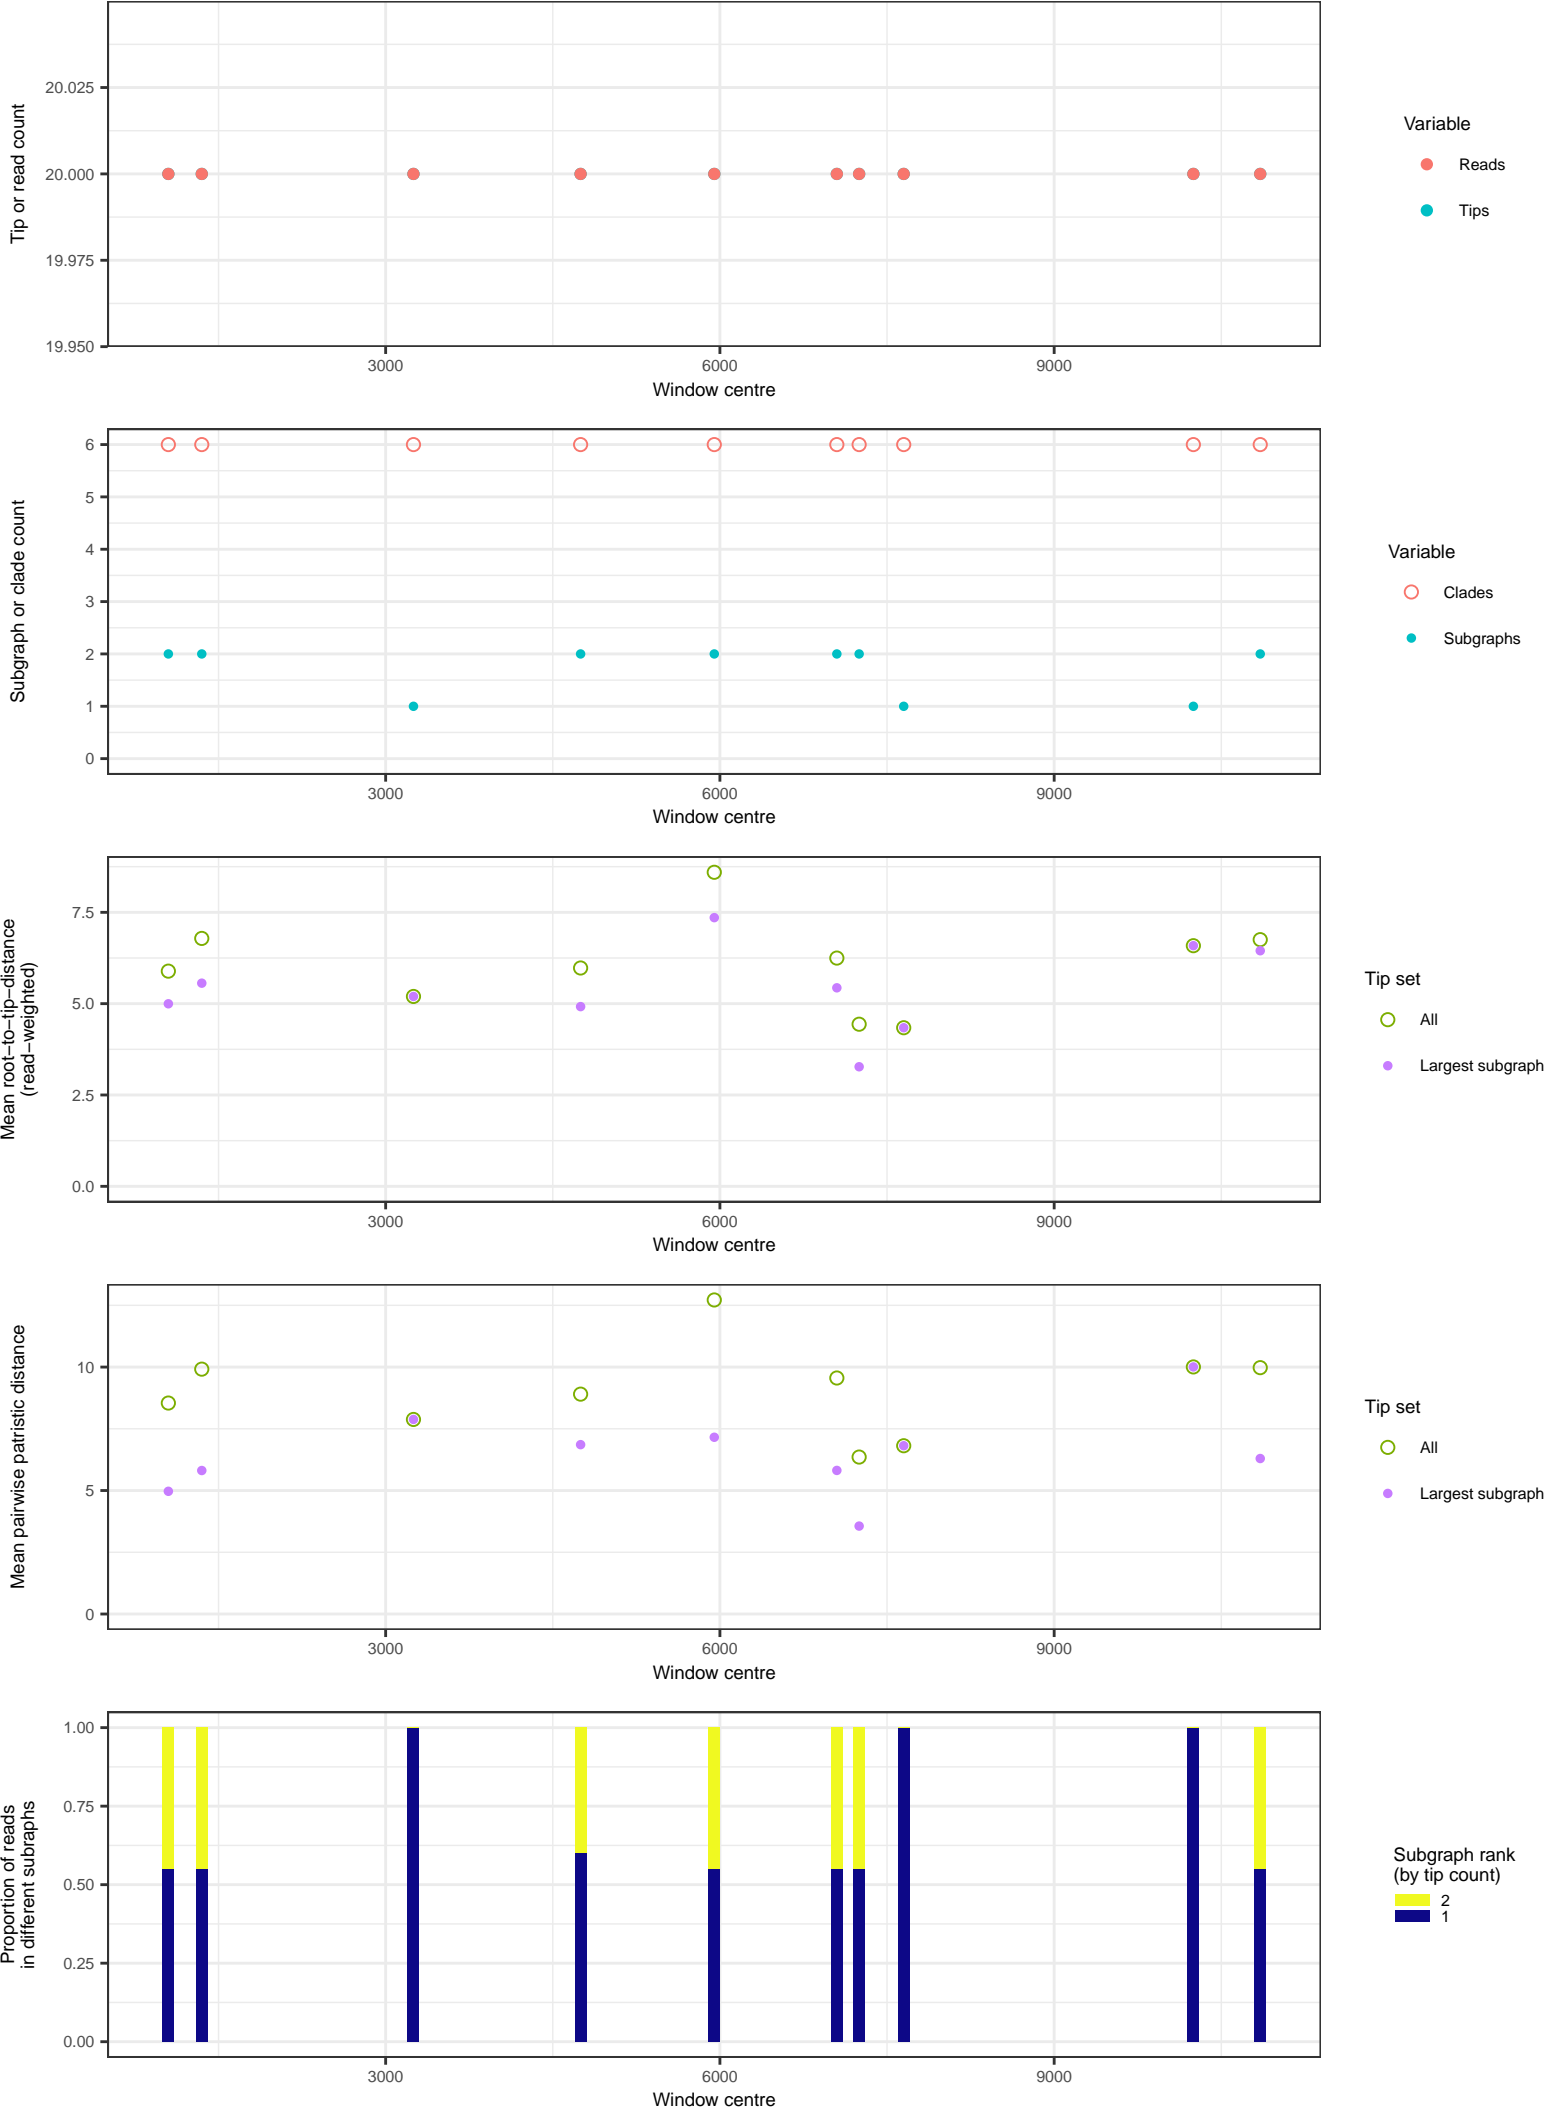 Tip or read count
20.025
20.000
19.975
19.950
3000
6000
9000
Window centre
Variable
Reads
Tips
Subgraph or clade count
6
5
4
3
2
1
0
3000
6000
9000
Window centre
Variable
Clades
Subgraphs
Mean root−to−tip−distance
(read−weighted)
7.5
5.0
2.5
0.0
3000
6000
9000
Window centre
Tip set
All
Largest subgraph
Mean pairwise patristic distance
10
5
0
3000
6000
9000
Window centre
Tip set
All
Largest subgraph
Proportion of reads
in different subraphs
1.00
0.75
0.50
0.25
0.00
3000
6000
9000
Window centre
Subgraph rank
(by tip count)
2
1